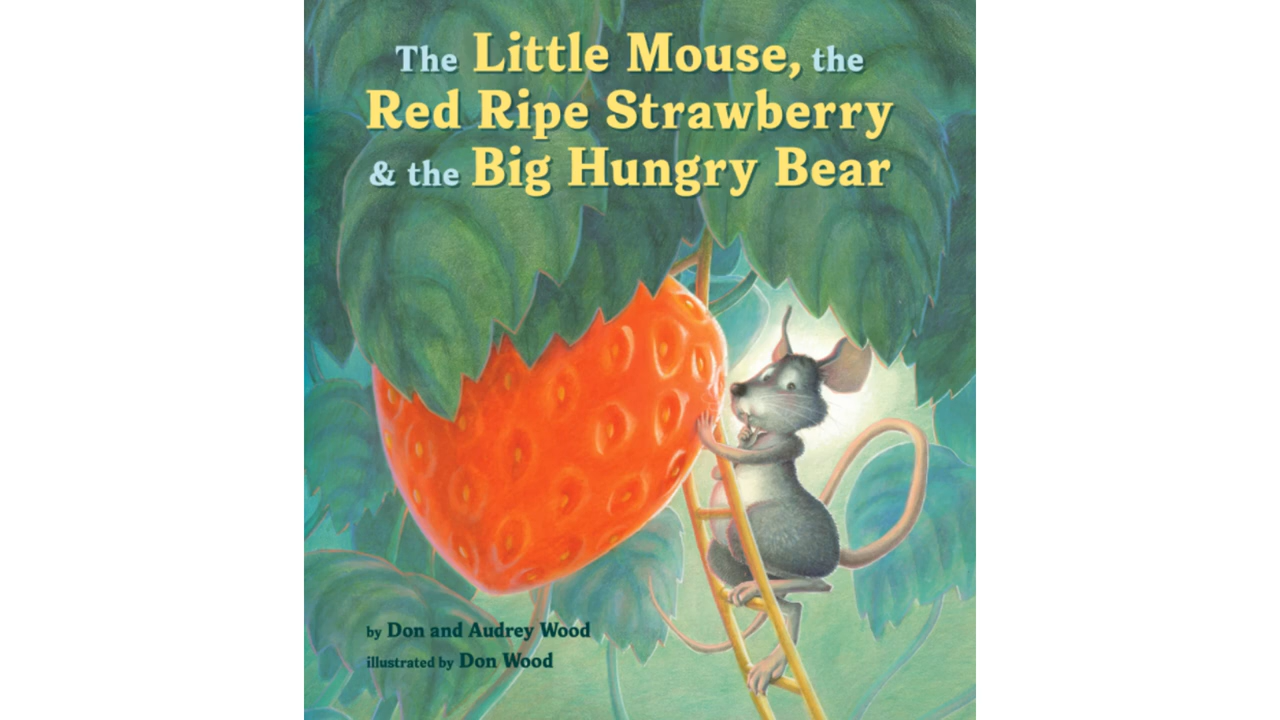 The Little Mouse, the
Red Ripe Strawberry
& the Big Hungry Bear
by Don and Audrey Wood
illustrated by Don Wood